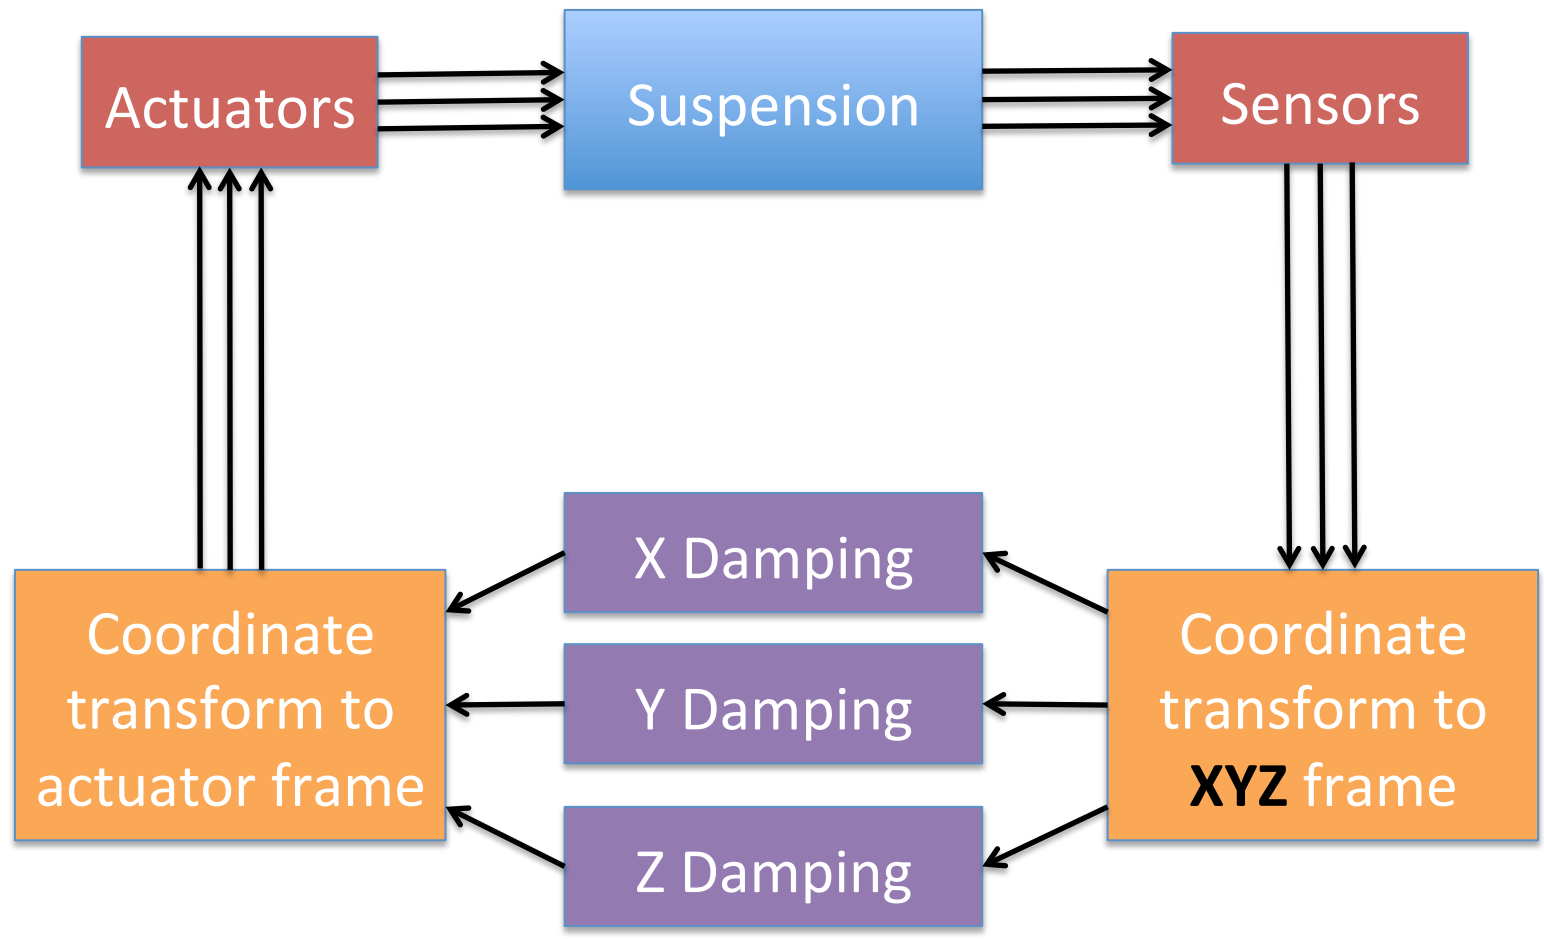 Actuators
Suspension
Sensors
X Damping
Y Damping
Z Damping
Coordinate
transform to
actuator frame
Coordinate
transform to
XYZ frame